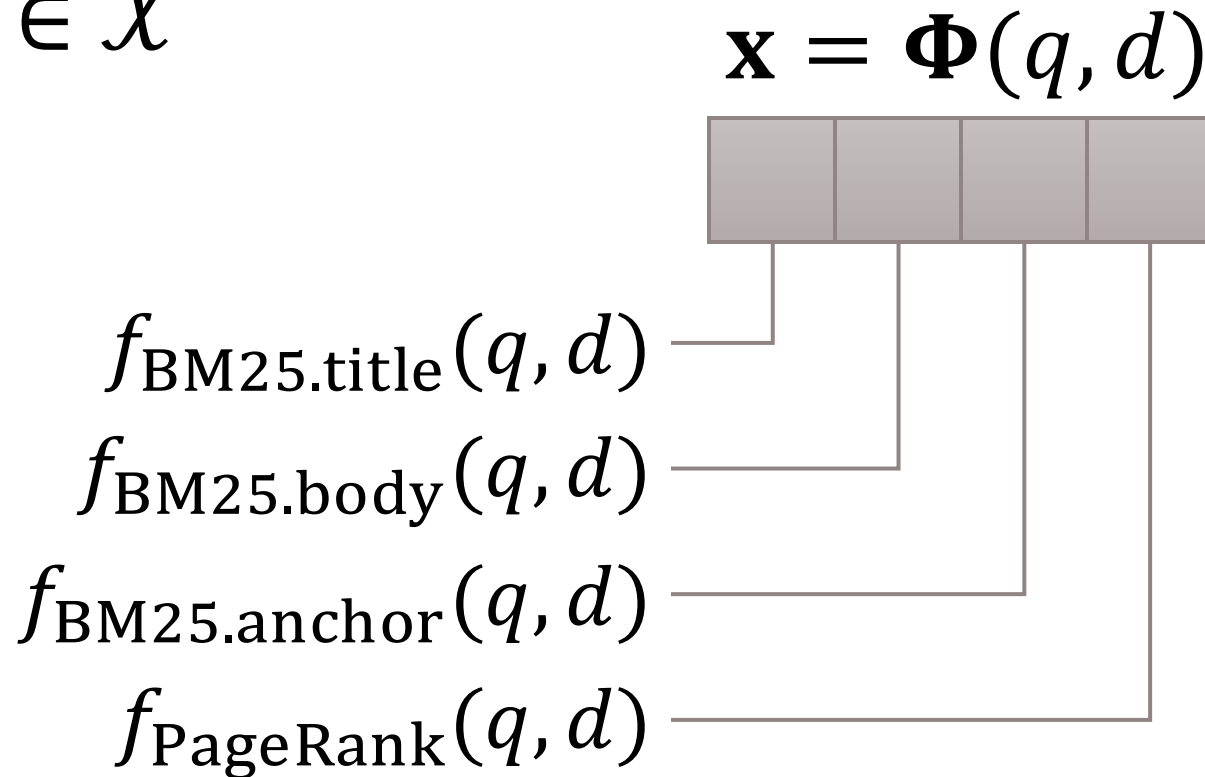 ∈ 𝒳
𝐱 = 𝚽(q, d)
f_BM25.title(q, d)
f_BM25.body(q, d)
f_BM25.anchor(q, d)
f_PageRank(q, d)